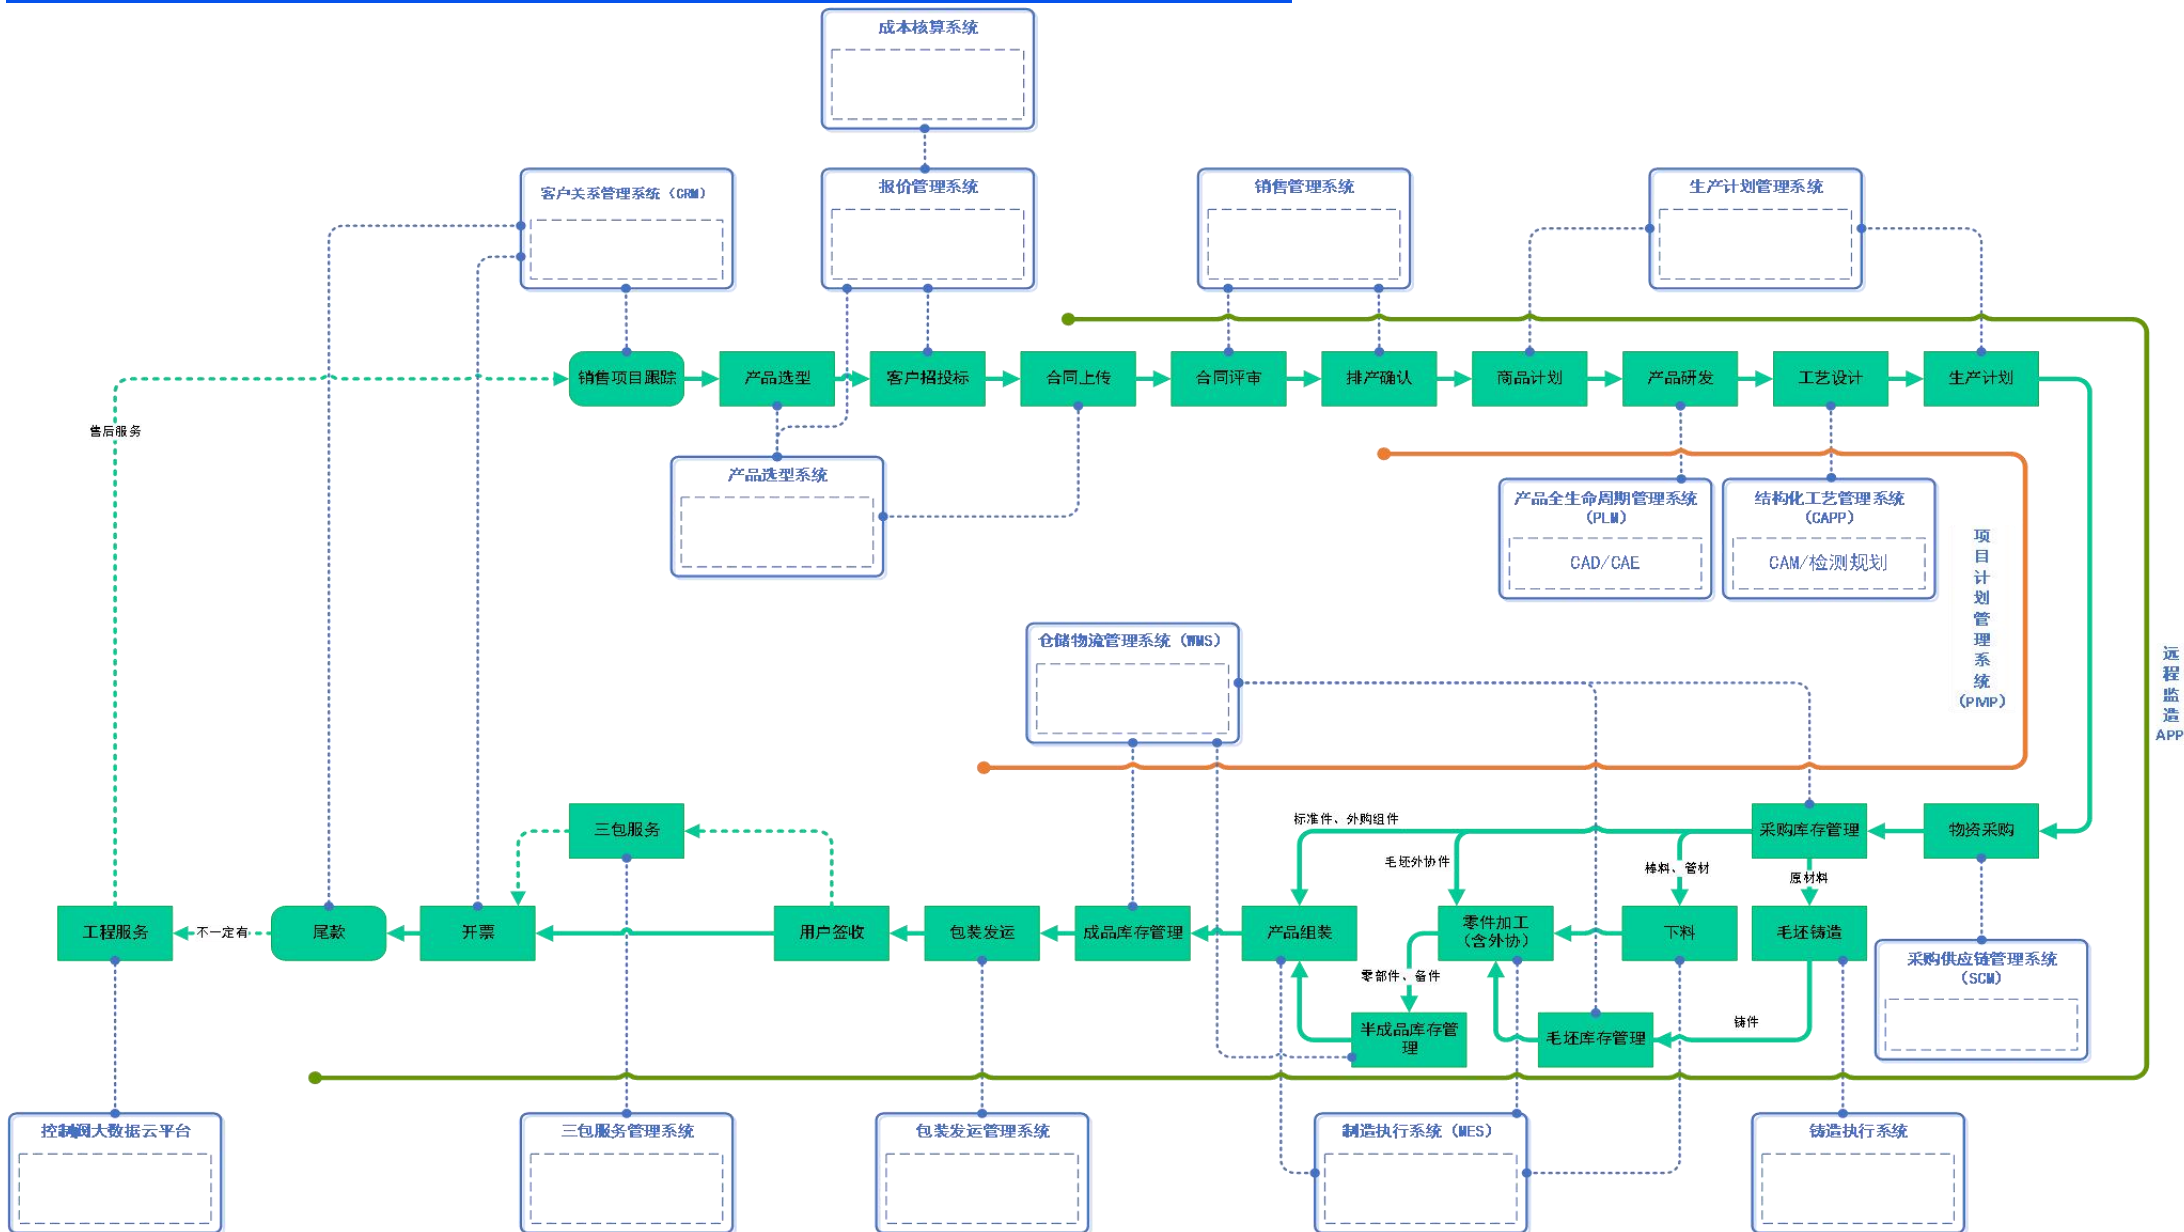 成本核算系统
客户关系管理系统（CRM）
报价管理系统
销售管理系统
生产计划管理系统
销售项目跟踪
产品选型
客户招投标
合同上传
合同评审
排产确认
商品计划
产品研发
工艺设计
生产计划
售后服务
产品选型系统
产品全生命周期管理系统
（PLM）
CAD/CAE
结构化工艺管理系统
（CAPP）
CAM/检测规划
项
目
计
划
管
理
系
统
（PMP）
远
程
监
造
APP
仓储物流管理系统（WMS）
三包服务
标准件、外购组件
采购库存管理
物资采购
毛坯外协件
棒料、管材
原材料
工程服务
不一定有
尾款
开票
用户签收
包装发运
成品库存管理
产品组装
零件加工
（含外协）
下料
毛坯铸造
采购供应链管理系统
（SCM）
零部件、备件
半成品库存管
理
毛坯库存管理
铸件
控制阀大数据云平台
三包服务管理系统
包装发运管理系统
制造执行系统（MES）
铸造执行系统